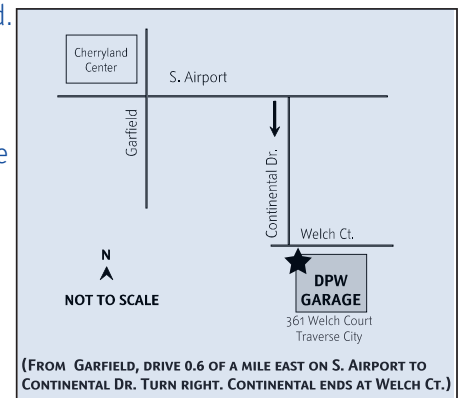 d.
e
Cherryland
Center
S. Airport
Garfield
Continental Dr.
Welch Ct.
N
NOT TO SCALE
DPW
GARAGE
361 Welch Court
Traverse City
(FROM GARFIELD, DRIVE 0.6 OF A MILE EAST ON S. AIRPORT TO
CONTINENTAL DR. TURN RIGHT. CONTINENTAL ENDS AT WELCH CT.)